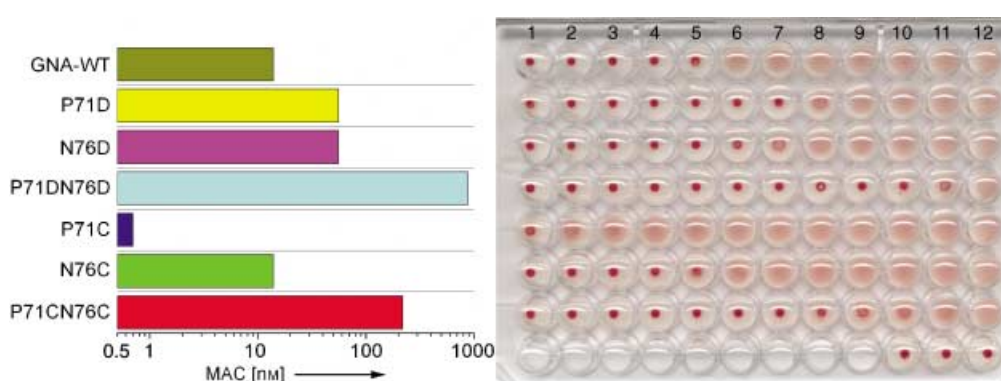 GNA-WT
P71D
N76D
P71DN76D
P71C
N76C
P71CN76C
0.5 1 10 100 1000
MAC [nM]
1 2 3 4 5 6 7 8 9 10 11 12